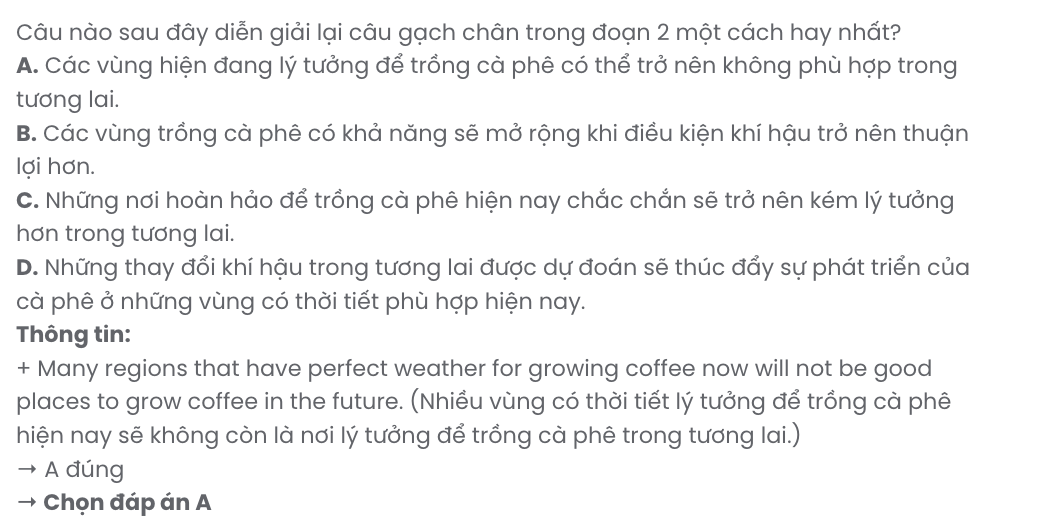 Câu nào sau đây diễn giải lại câu gạch chân trong đoạn 2 một cách hay nhất?
A. Các vùng hiện đang lý tưởng để trồng cà phê có thể trở nên không phù hợp trong
tương lai.
B. Các vùng trồng cà phê có khả năng sẽ mở rộng khi điều kiện khí hậu trở nên thuận
lợi hơn.
C. Những nơi hoàn hảo để trồng cà phê hiện nay chắc chắn sẽ trở nên kém lý tưởng
hơn trong tương lai.
D. Những thay đổi khí hậu trong tương lai được dự đoán sẽ thúc đẩy sự phát triển của
cà phê ở những vùng có thời tiết phù hợp hiện nay.
Thông tin:
+ Many regions that have perfect weather for growing coffee now will not be good
places to grow coffee in the future. (Nhiều vùng có thời tiết lý tưởng để trồng cà phê
hiện nay sẽ không còn là nơi lý tưởng để trồng cà phê trong tương lai.)
→ A đúng
→ Chọn đáp án A